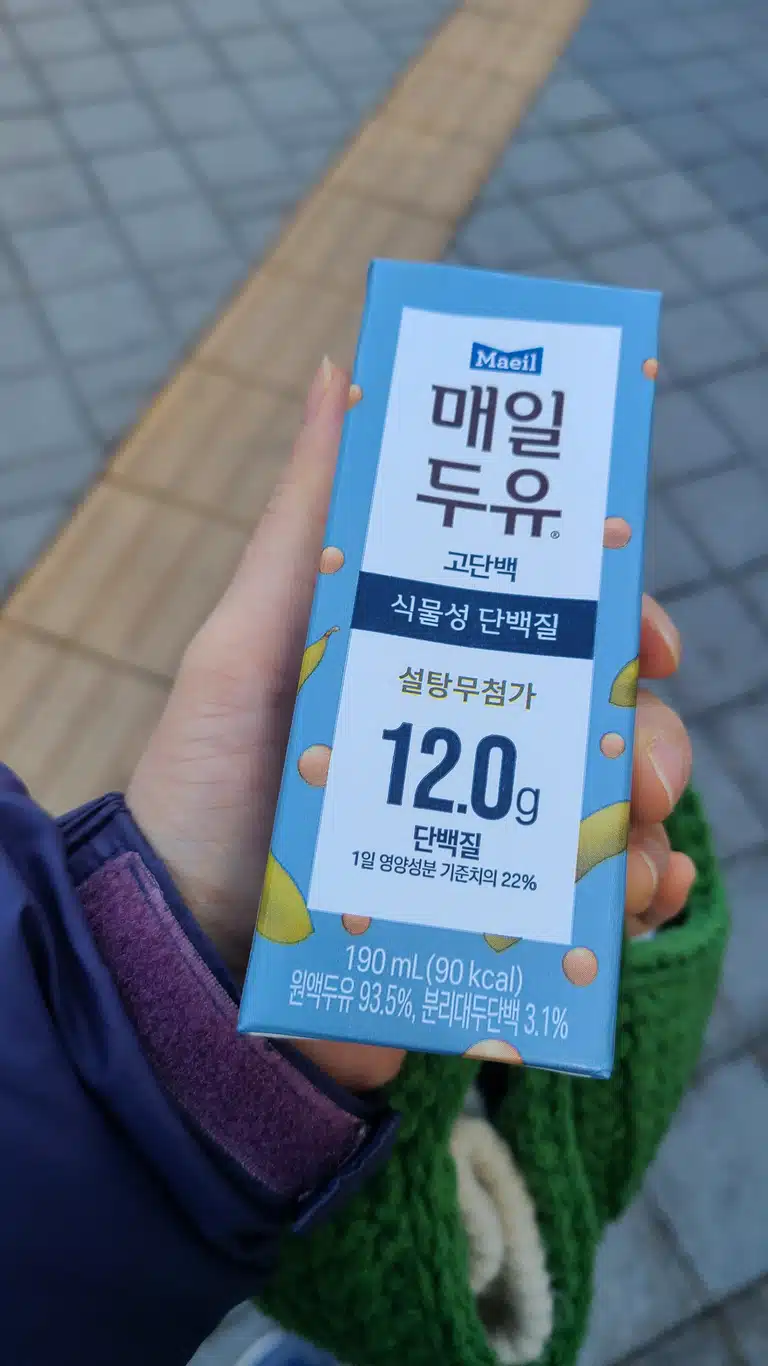 Maeil
매일
두유®
고단백
식물성 단백질
설탕무첨가
12.0g
단백질
1일 영양성분 기준치의 22%
190 mL(90 kcal)
원액두유 93.5%, 분리대두단백 3.1%